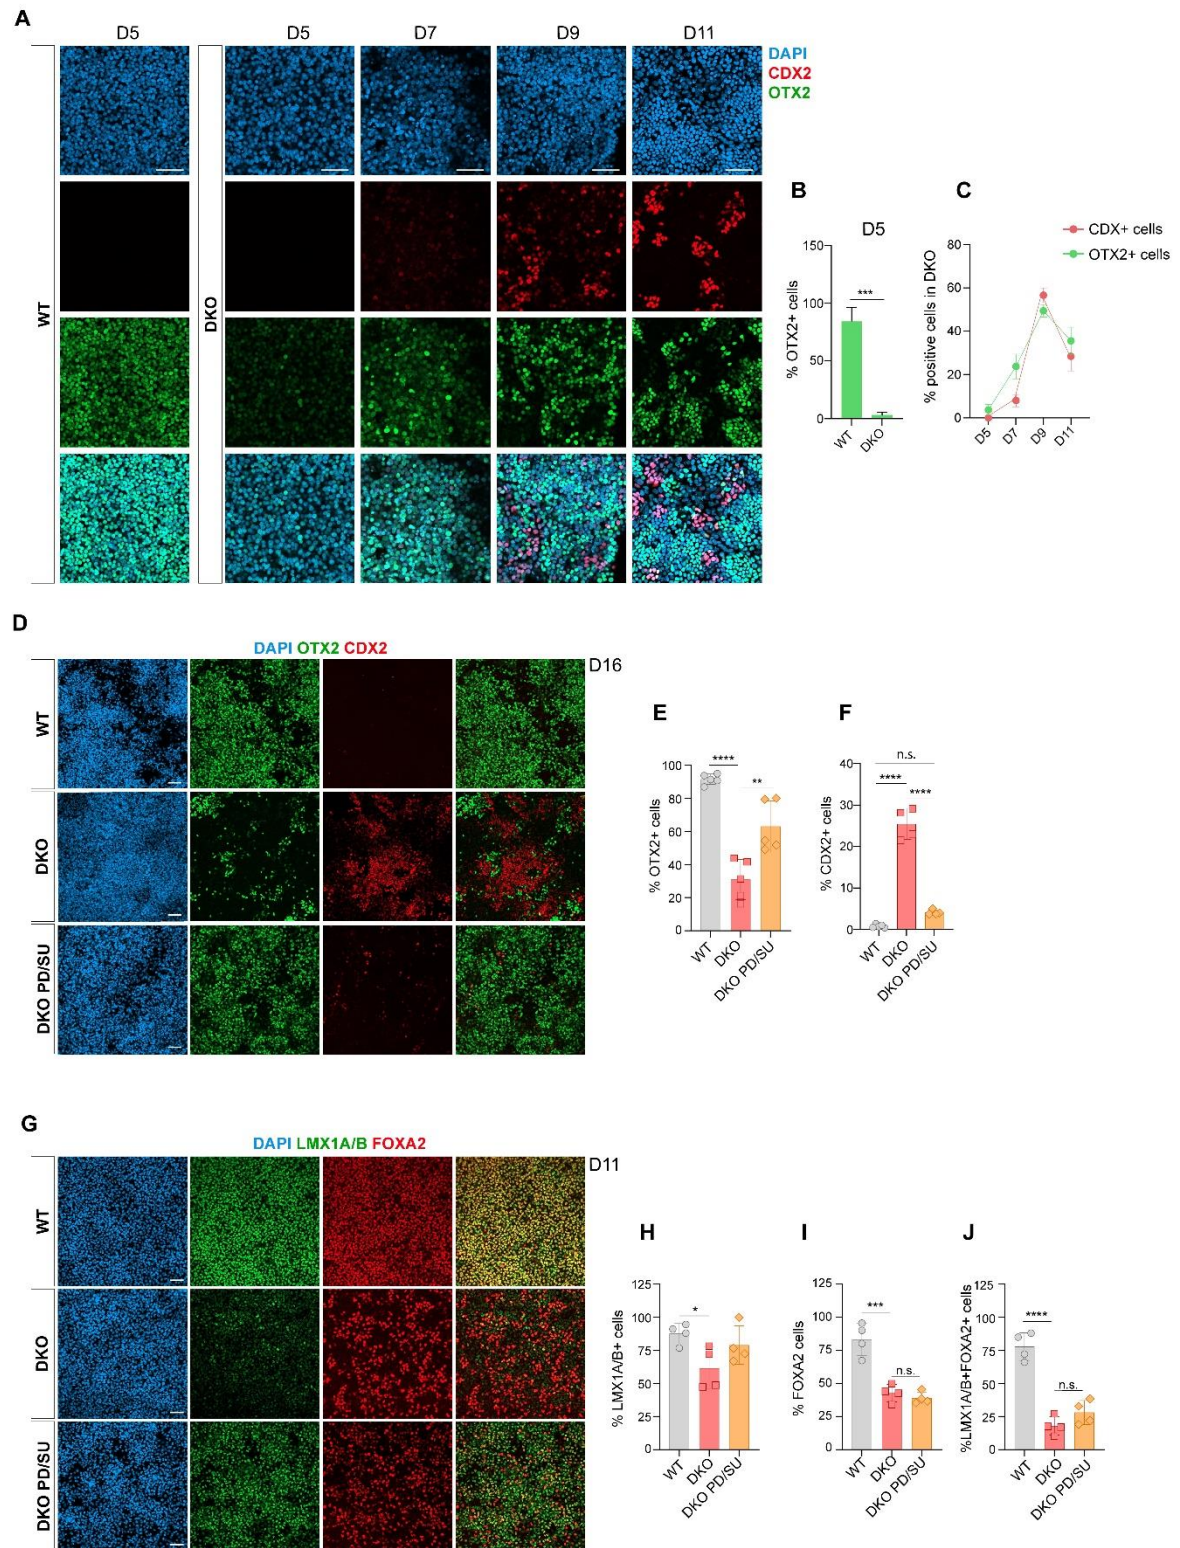 A
D5
D5
D7
D9
D11
DAPI
CDX2
OTX2
WT
DKO
B
D5
% OTX2+ cells
150
100
50
0
***
WT
DKO
C
CDX+ cells
OTX2+ cells
% positive cells in DKO
80
60
40
20
0
D5
D7
D9
D11
D
DAPI OTX2 CDX2
D16
WT
DKO
DKO PD/SU
E
% OTX2+ cells
100
80
60
40
20
0
****
**
WT
DKO
DKO PD/SU
F
% CDX2+ cells
40
30
20
10
0
n.s.
****
****
WT
DKO
DKO PD/SU
G
DAPI LMX1A/B FOXA2
D11
WT
DKO
DKO PD/SU
H
% LMX1A/B+ cells
125
100
75
50
25
0
*
WT
DKO
DKO PD/SU
I
% FOXA2 cells
125
100
75
50
25
0
***
n.s.
WT
DKO
DKO PD/SU
J
%LMX1A/B+FOXA2+ cells
125
100
75
50
25
0
****
n.s.
WT
DKO
DKO PD/SU